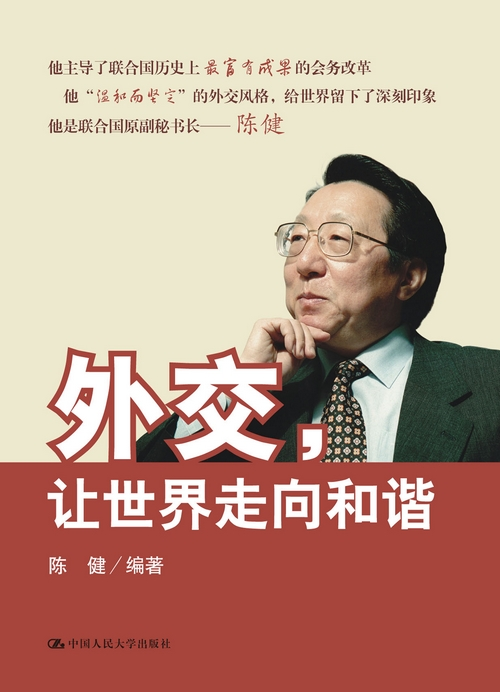 他主导了联合国历史上最富有成果的会务改革
他“温和而坚定”的外交风格，给世界留下了深刻印象
他是联合国原副秘书长——陈健
外交，
让世界走向和谐
陈 健／编著
中国人民大学出版社